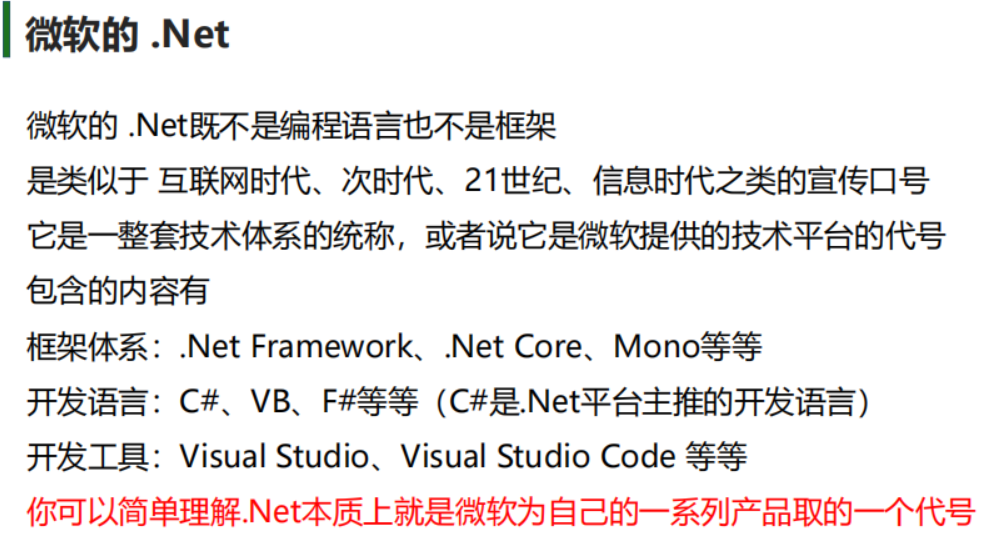 微软的 .Net
微软的 .Net既不是编程语言也不是框架
是类似于 互联网时代、次时代、21世纪、信息时代之类的宣传口号
它是一整套技术体系的统称，或者说它是微软提供的技术平台的代号
包含的内容有
框架体系：.Net Framework、.Net Core、Mono等等
开发语言：C#、VB、F#等等（C#是.Net平台主推的开发语言）
开发工具：Visual Studio、Visual Studio Code 等等
你可以简单理解.Net本质上就是微软为自己的一系列产品取的一个代号